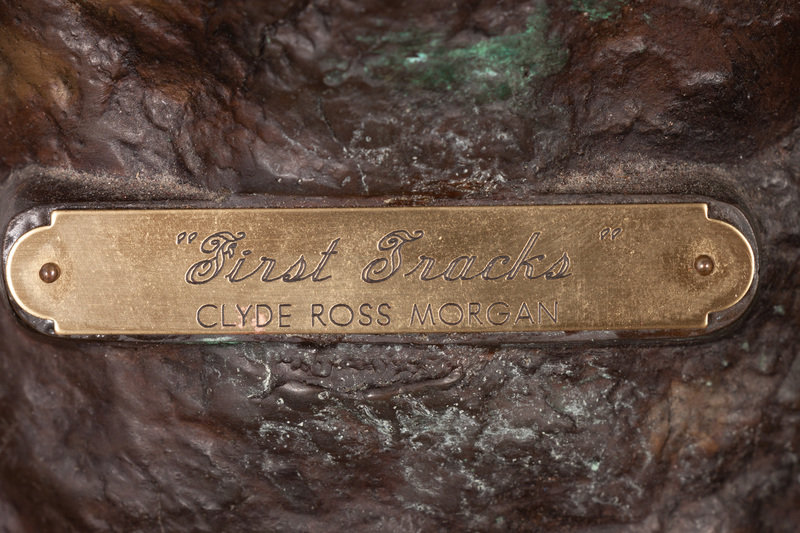 "First Tracks"
CLYDE ROSS MORGAN